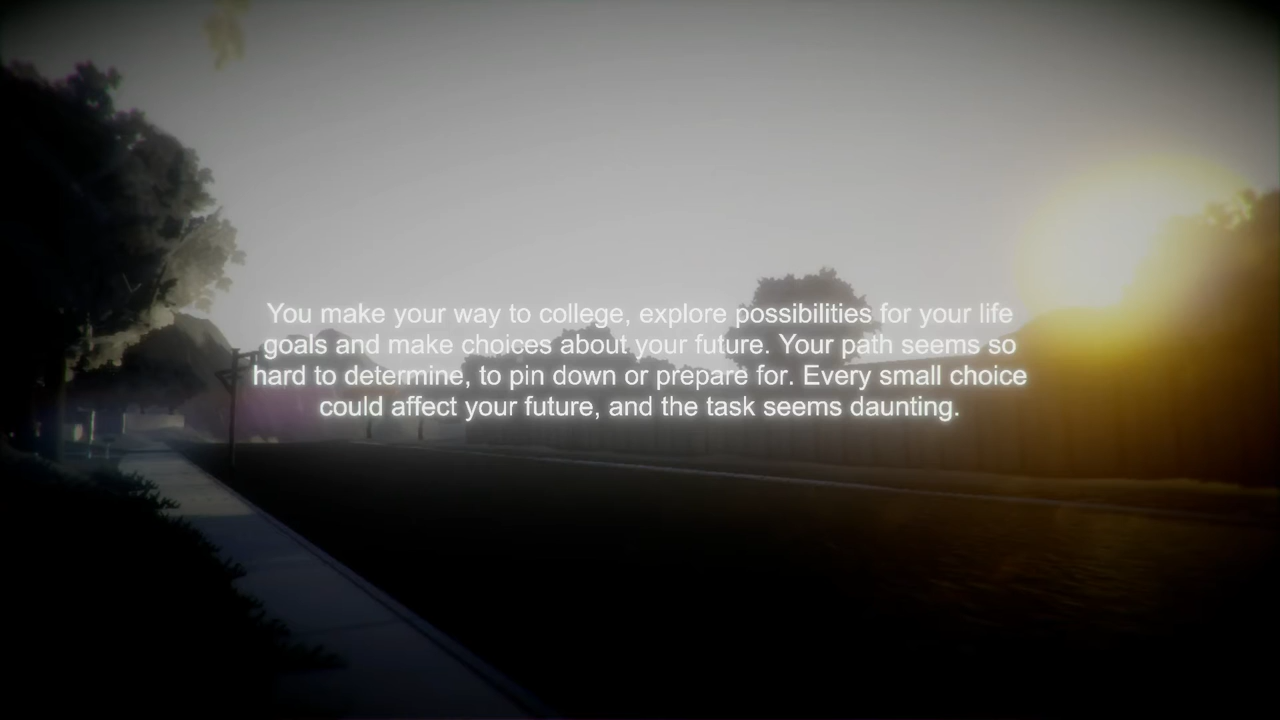 You make your way to college, explore possibilities for your life
goals and make choices about your future. Your path seems so
hard to determine, to pin down or prepare for. Every small choice
could affect your future, and the task seems daunting.